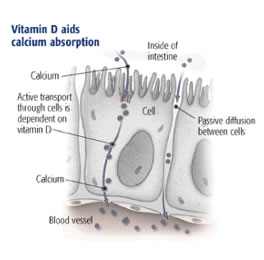 Vitamin D aids
calcium absorption
Inside of
intestine
Calcium
Active transport
through cells is
dependent on
vitamin D
Cell
Passive diffusion
between cells
Calcium
Blood vessel